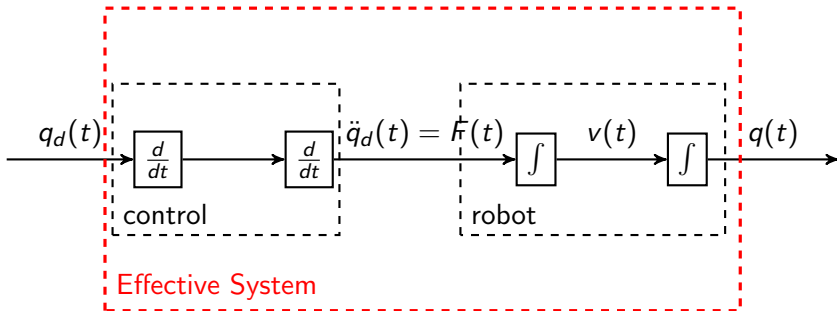 q_d(t) d/dt d/dt q̈_d(t) = F(t) ∫ v(t) ∫ q(t)
control robot
Effective System